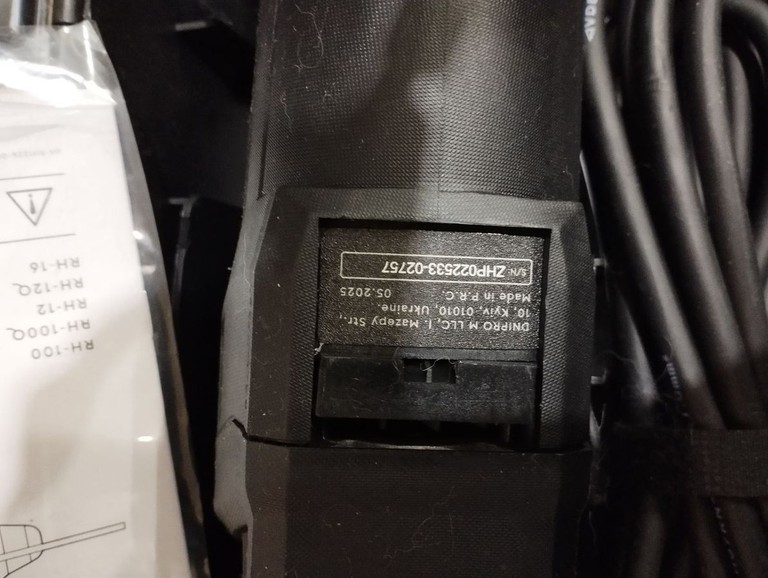 RH-100
RH-100Q
RH-12
RH-12Q
RH-16
DNIPRO M LLC, I. Mazepy Str.,
10, Kyiv, 01010, Ukraine.
Made in P.R.C. 05.2025
S/N: ZHP022533-02757